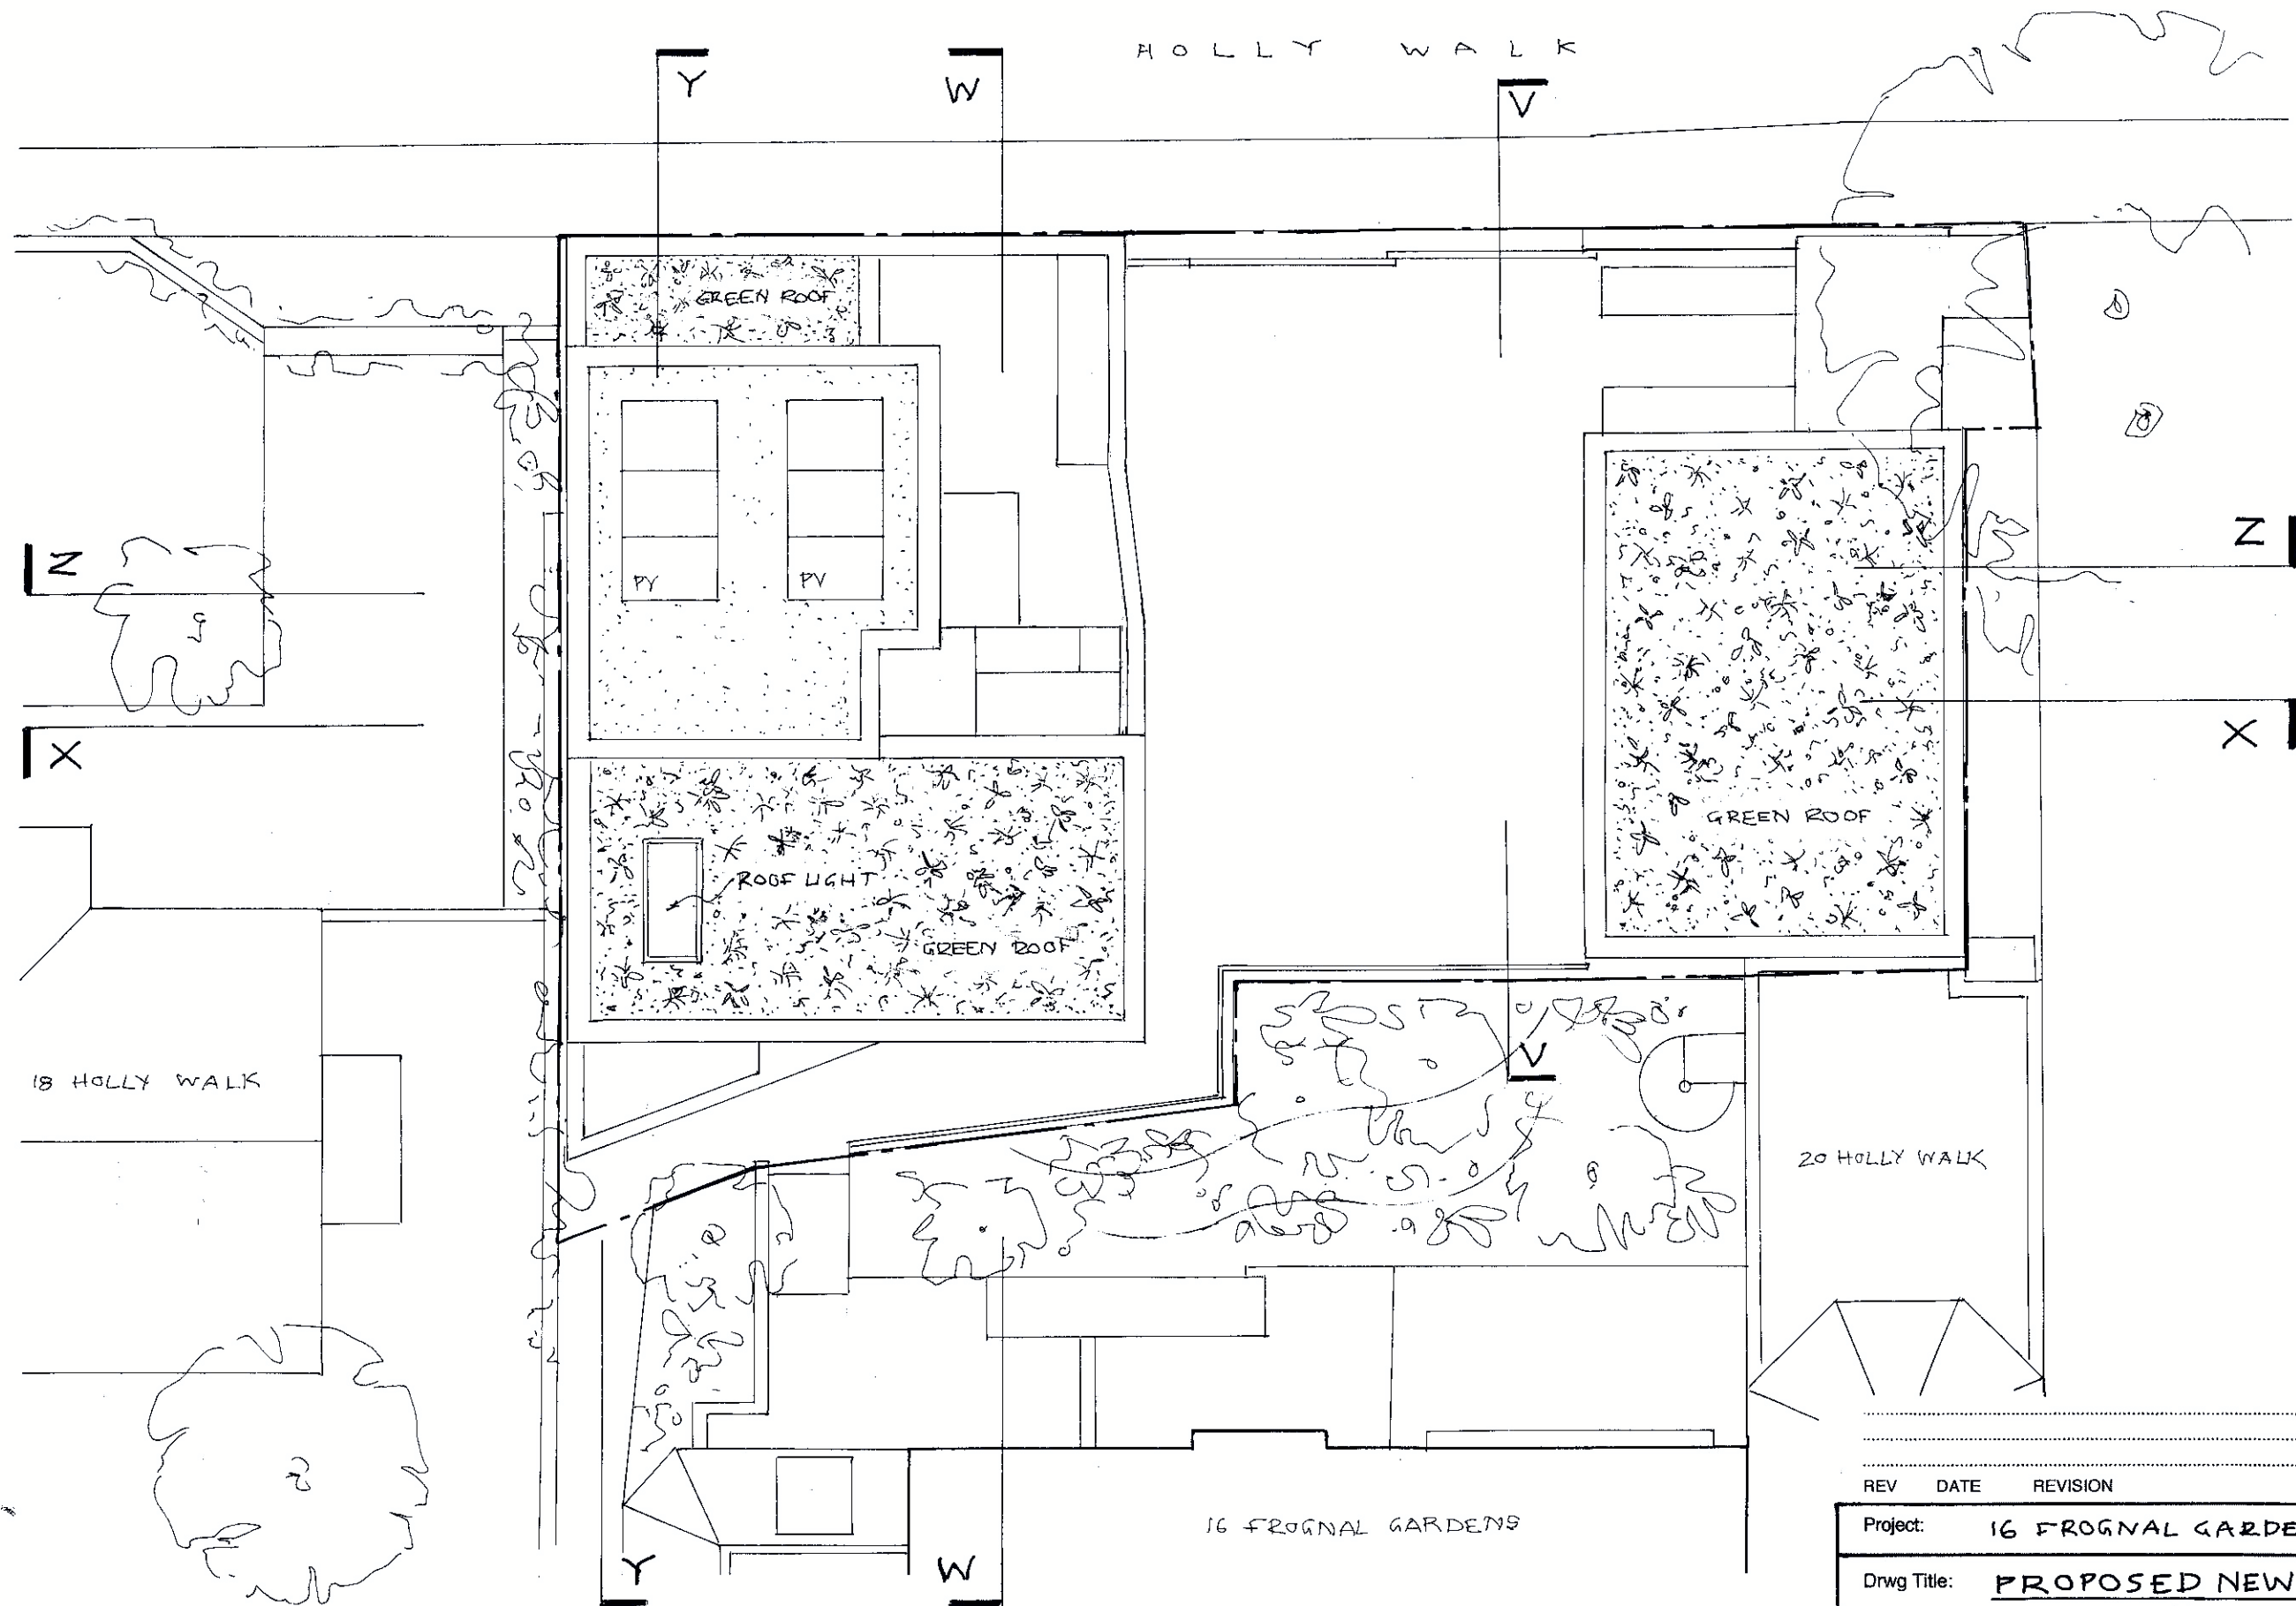 HOLLY WALK
Y
W
V
GREEN ROOF
PV
PV
Z
Z
X
X
GREEN ROOF
ROOF LIGHT
GREEN ROOF
18 HOLLY WALK
V
20 HOLLY WALK
16 FROGNAL GARDENS
Y
W
REV DATE REVISION
Project: 16 FROGNAL GARDE
Drwg Title: PROPOSED NEW